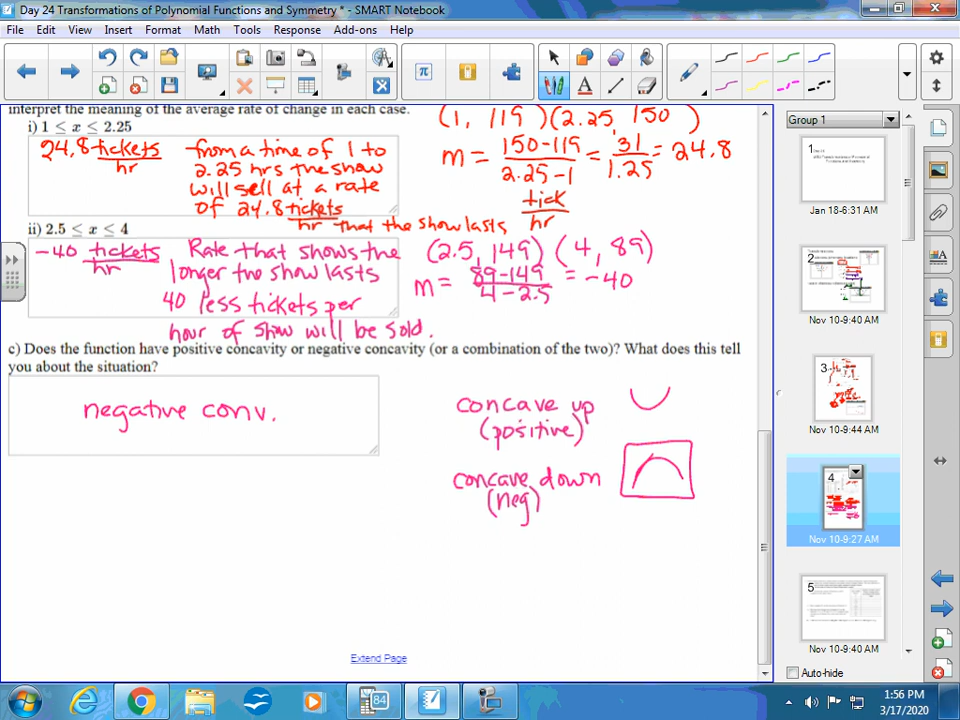 Day 24 Transformations of Polynomial Functions and Symmetry * - SMART Notebook
File Edit View Insert Format Math Tools Response Add-ons Help
interpret the meaning of the average rate of change in each case.
i) 1 ≤ x ≤ 2.25
24.8 tickets/hr
from a time of 1 to
2.25 hrs the show
will sell at a rate
of 24.8 tickets/hr that the show lasts
(1, 119)(2.25, 150)
m = 150-119/2.25-1 = 31/1.25 = 24.8
tick/hr
ii) 2.5 ≤ x ≤ 4
-40 tickets/hr
Rate that shows the
longer the show lasts
40 less tickets per
hour of show will be sold.
(2.5, 149) (4, 89)
m = 89-149/4-2.5 = -40
c) Does the function have positive concavity or negative concavity (or a combination of the two)? What does this tell
you about the situation?
negative conv.
concave up
(positive)
concave down
(neg)
Extend Page
Group 1
1
Jan 18-6:31 AM
2
Nov 10-9:40 AM
3
Nov 10-9:44 AM
4
Nov 10-9:27 AM
5
Nov 10-9:40 AM
Auto-hide
84
1:56 PM
3/17/2020